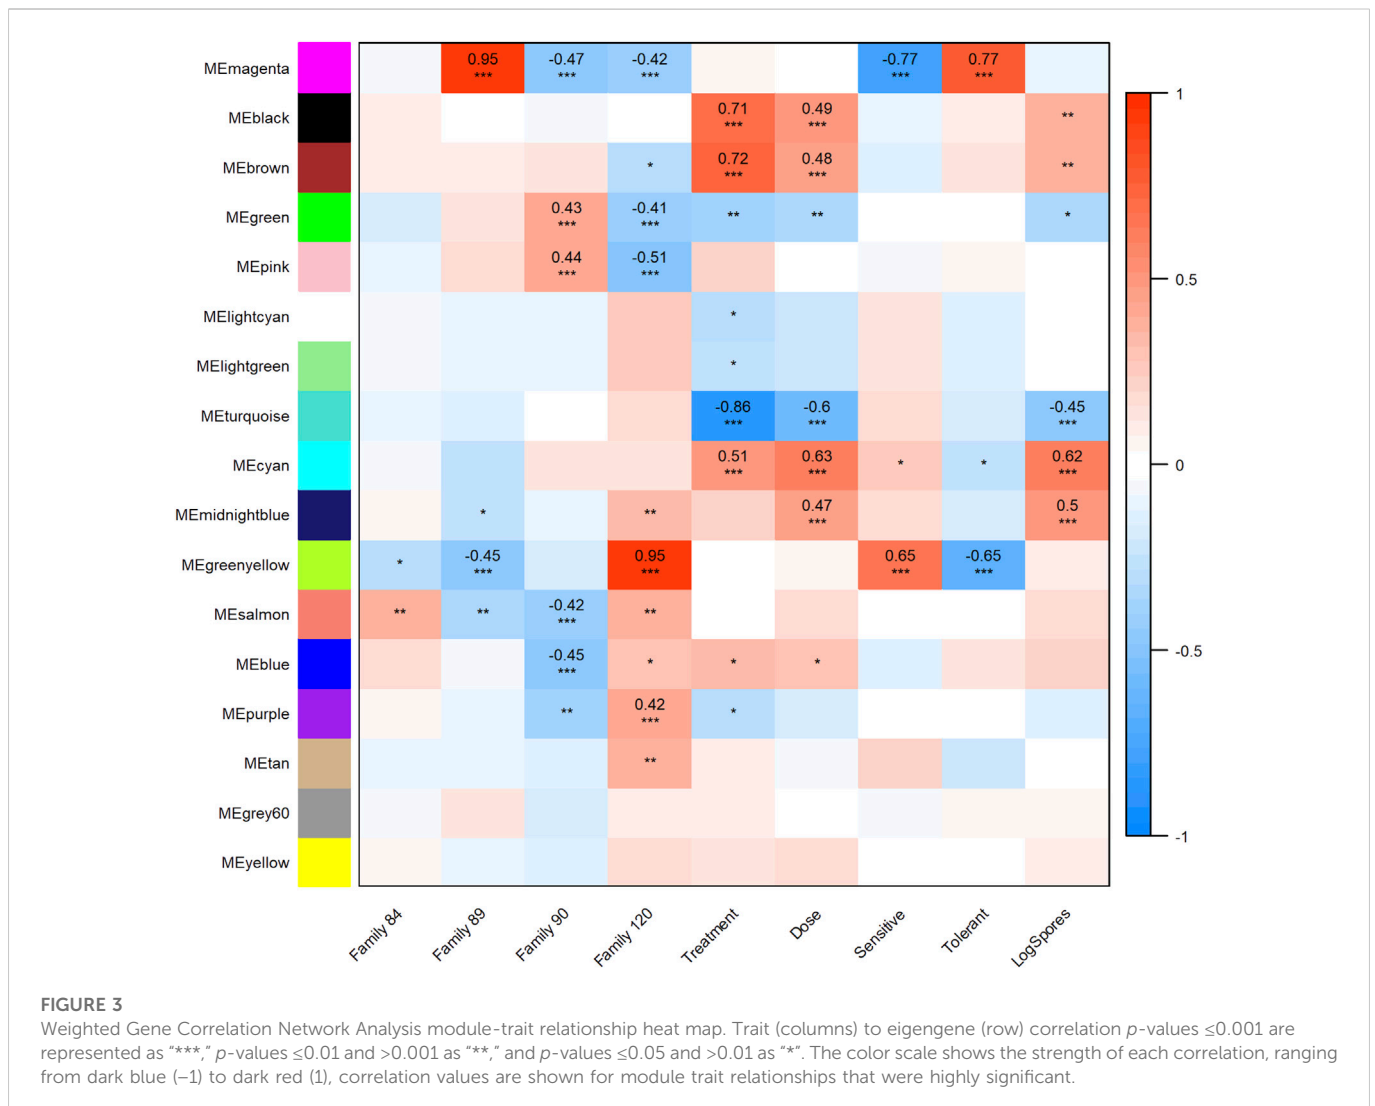 MEmagenta 0.95 -0.47 -0.42 -0.77 0.77
*** *** *** *** ***
MEblack 0.71 0.49 **
*** ***
MEbrown * 0.72 0.48 **
*** ***
MEgreen 0.43 -0.41 ** ** *
*** ***
MEpink 0.44 -0.51
*** ***
MElightcyan *
MElightgreen *
MEturquoise -0.86 -0.6 -0.45
*** *** ***
MEcyan 0.51 0.63 * * 0.62
*** *** ***
MEmidnightblue * ** 0.47 0.5
*** ***
MEgreenyellow * -0.45 0.95 0.65 -0.65
*** *** *** ***
MEsalmon ** ** -0.42 **
***
MEblue -0.45 * * *
***
MEpurple ** 0.42 *
***
MEtan **
MEgrey60
MEyellow
Family 84
Family 89
Family 90
Family 120
Treatment
Dose
Sensitive
Tolerant
LogSpores
1
0.5
0
-0.5
-1
FIGURE 3
Weighted Gene Correlation Network Analysis module-trait relationship heat map. Trait (columns) to eigengene (row) correlation p-values ≤0.001 are
represented as “***,” p-values ≤0.01 and >0.001 as “**,” and p-values ≤0.05 and >0.01 as “*”. The color scale shows the strength of each correlation, ranging
from dark blue (−1) to dark red (1), correlation values are shown for module trait relationships that were highly significant.